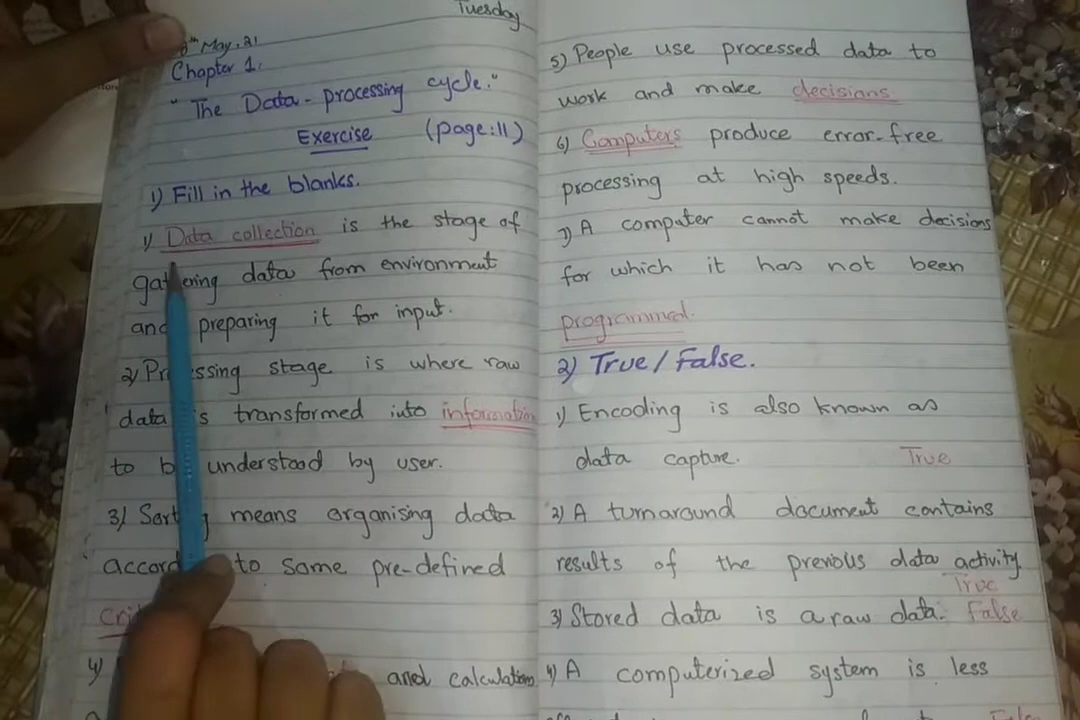 Tuesday
May, 21
Chapter 1.
"The Data-processing cycle."
Exercise (page:11)
1) Fill in the blanks.
1) Data collection is the stage of
gathering data from environment
and preparing it for input.
2) Processing stage is where raw
data is transformed into information
to be understood by user.
3) Sorting means organising data
according to some pre-defined
4) and calculation
5) People use processed data to
work and make decisions
6) Computers produce error-free
processing at high speeds.
7) A computer cannot make decisions
for which it has not been
programmed.
2) True / False.
1) Encoding is also known as
data capture. True
2) A turnaround document contains
results of the previous data activity
True
3) Stored data is a raw data. False
4) A computerized system is less